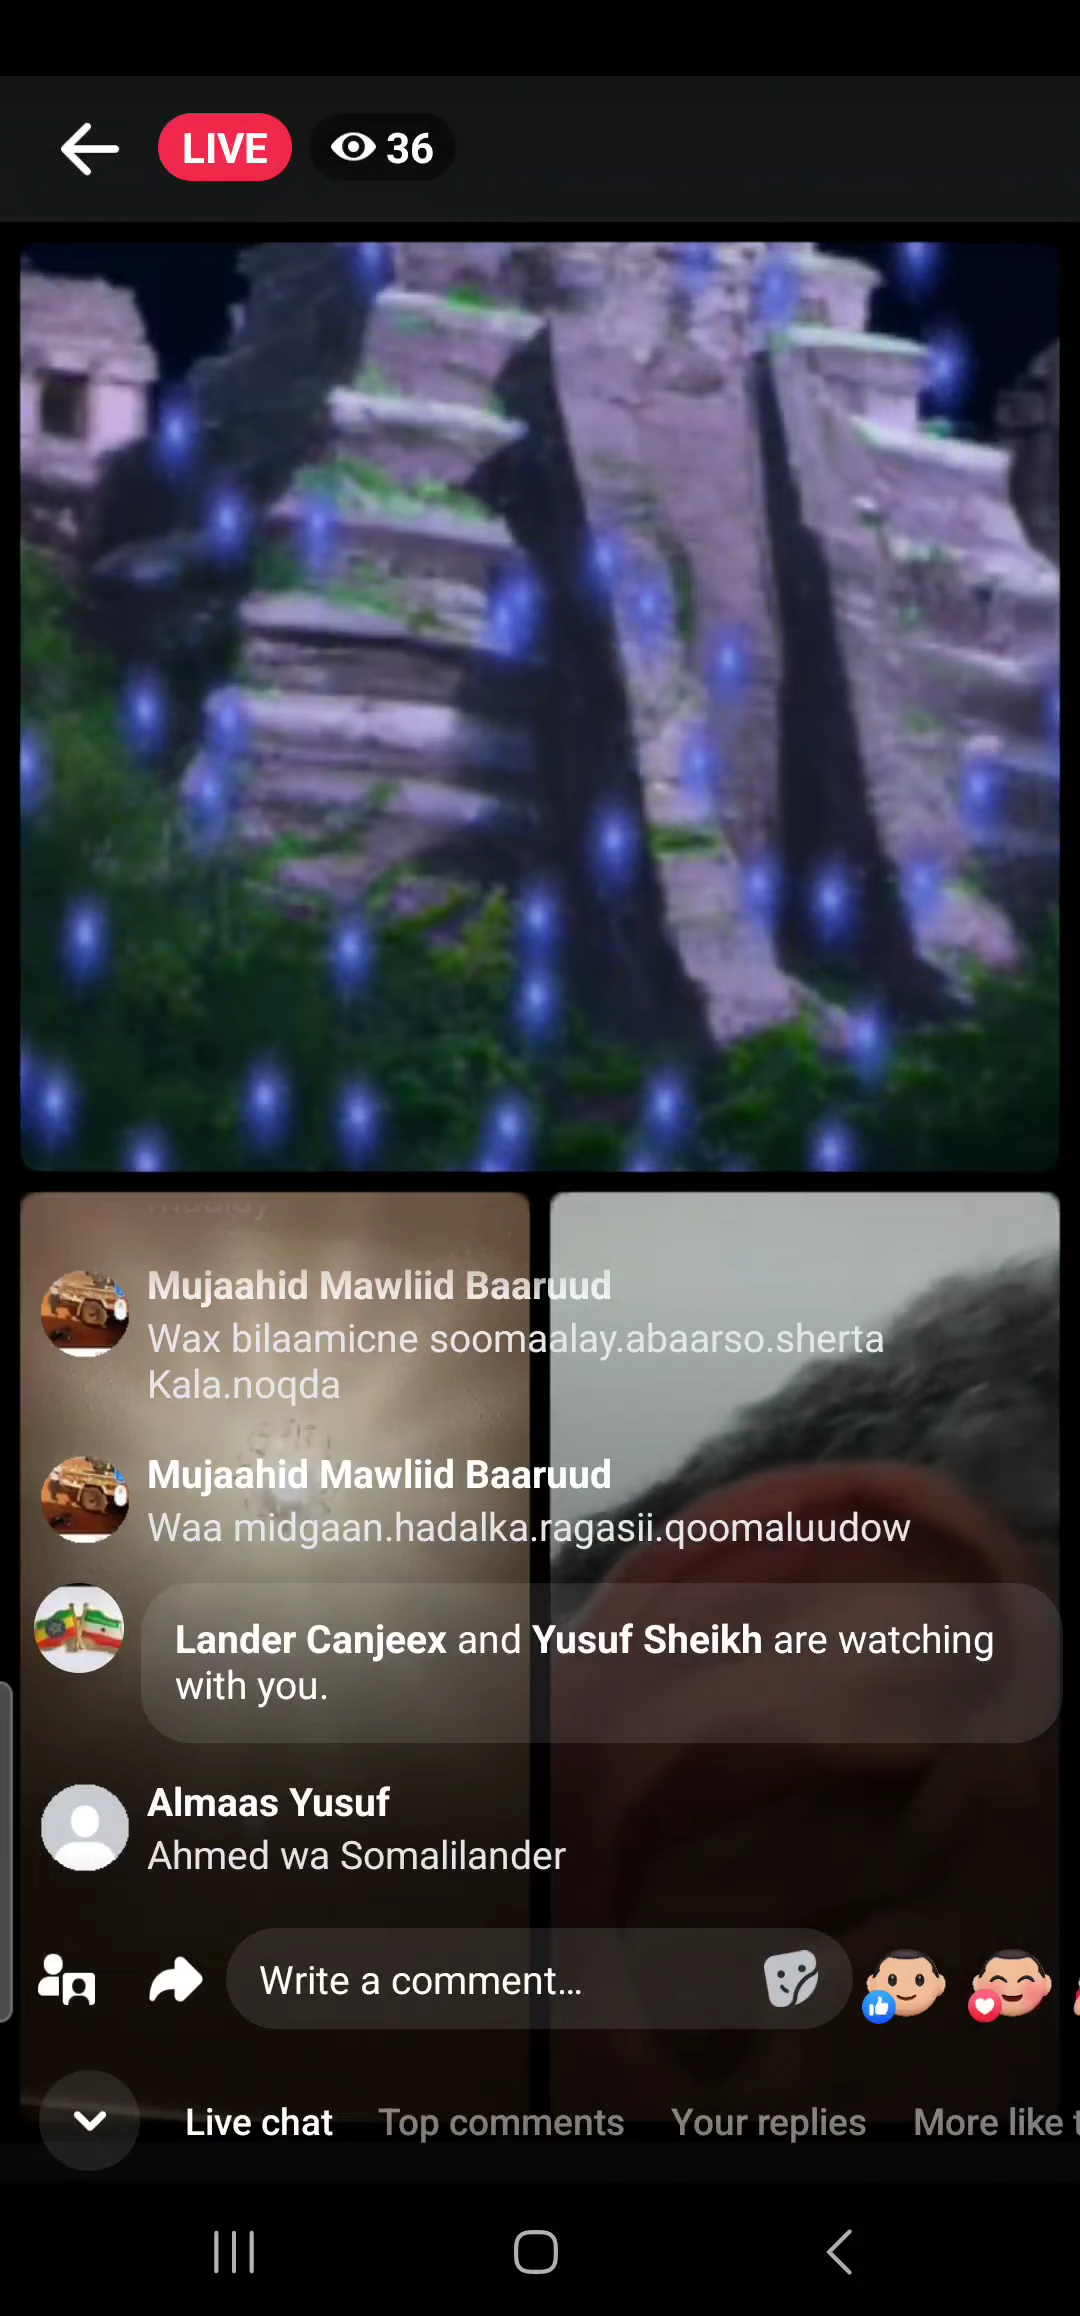 LIVE
36
Mujaahid Mawliid Baaruud
Wax bilaamicne soomaalay.abaarso.sherta
Kala.noqda
Mujaahid Mawliid Baaruud
Waa midgaan.hadalka.ragasii.qoomaluudow
Lander Canjeex and Yusuf Sheikh are watching
with you.
Almaas Yusuf
Ahmed wa Somalilander
Write a comment...
Live chat Top comments Your replies More like